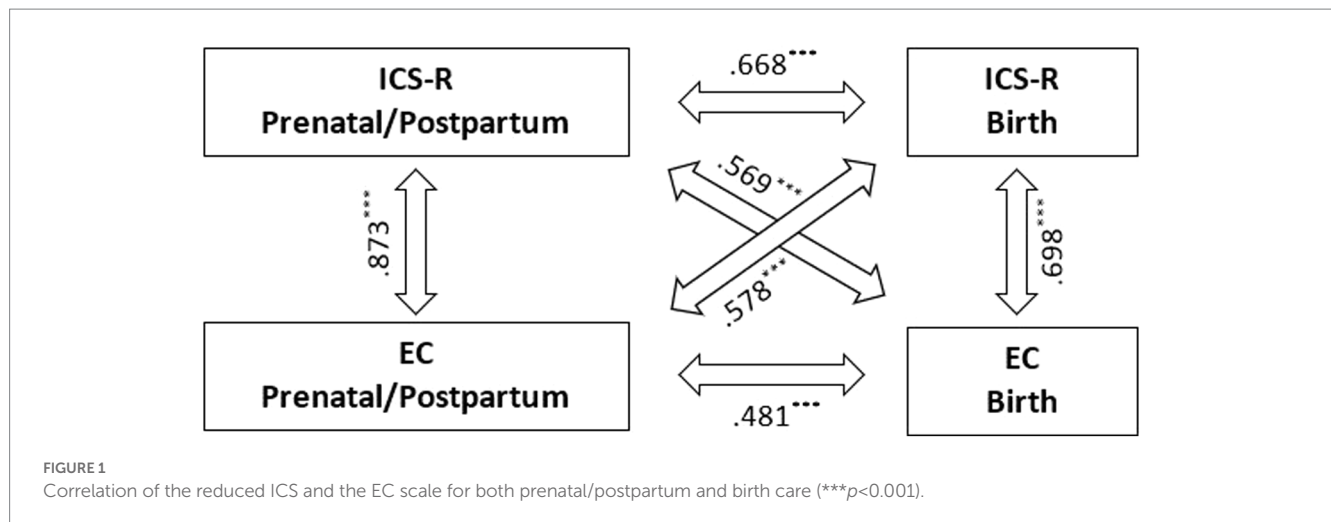 ICS-R
Prenatal/Postpartum
.668***
ICS-R
Birth
.873***
.569***
.578***
.698***
EC
Prenatal/Postpartum
.481***
EC
Birth
FIGURE 1
Correlation of the reduced ICS and the EC scale for both prenatal/postpartum and birth care (***p<0.001).